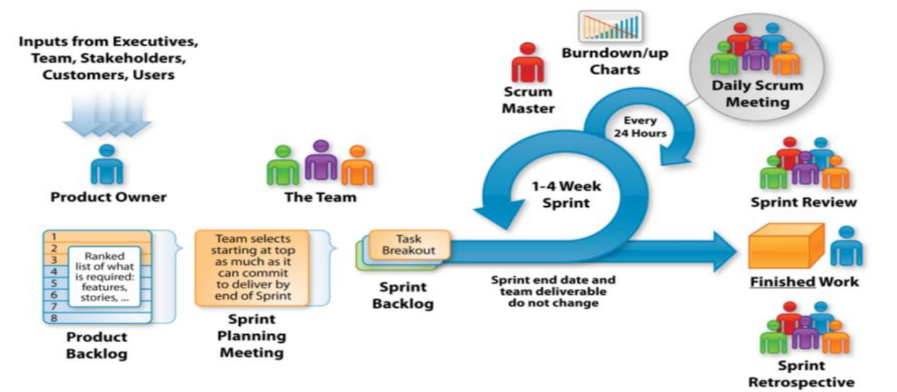 Inputs from Executives,
Team, Stakeholders,
Customers, Users
Product Owner
The Team
Scrum
Master
Burndown/up
Charts
Daily Scrum
Meeting
Every
24 Hours
1-4 Week
Sprint
Sprint Review
1
2
3
4
5
6
7
8
Ranked
list of what
is required:
features,
stories, ...
Product
Backlog
Team selects
starting at top
as much as it
can commit
to deliver by
end of Sprint
Sprint
Planning
Meeting
Task
Breakout
Sprint
Backlog
Sprint end date and
team deliverable
do not change
Finished Work
Sprint
Retrospective